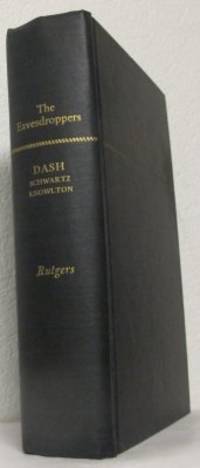 The
Eavesdroppers
DASH
SCHWARTZ
KNOWLTON
Rutgers